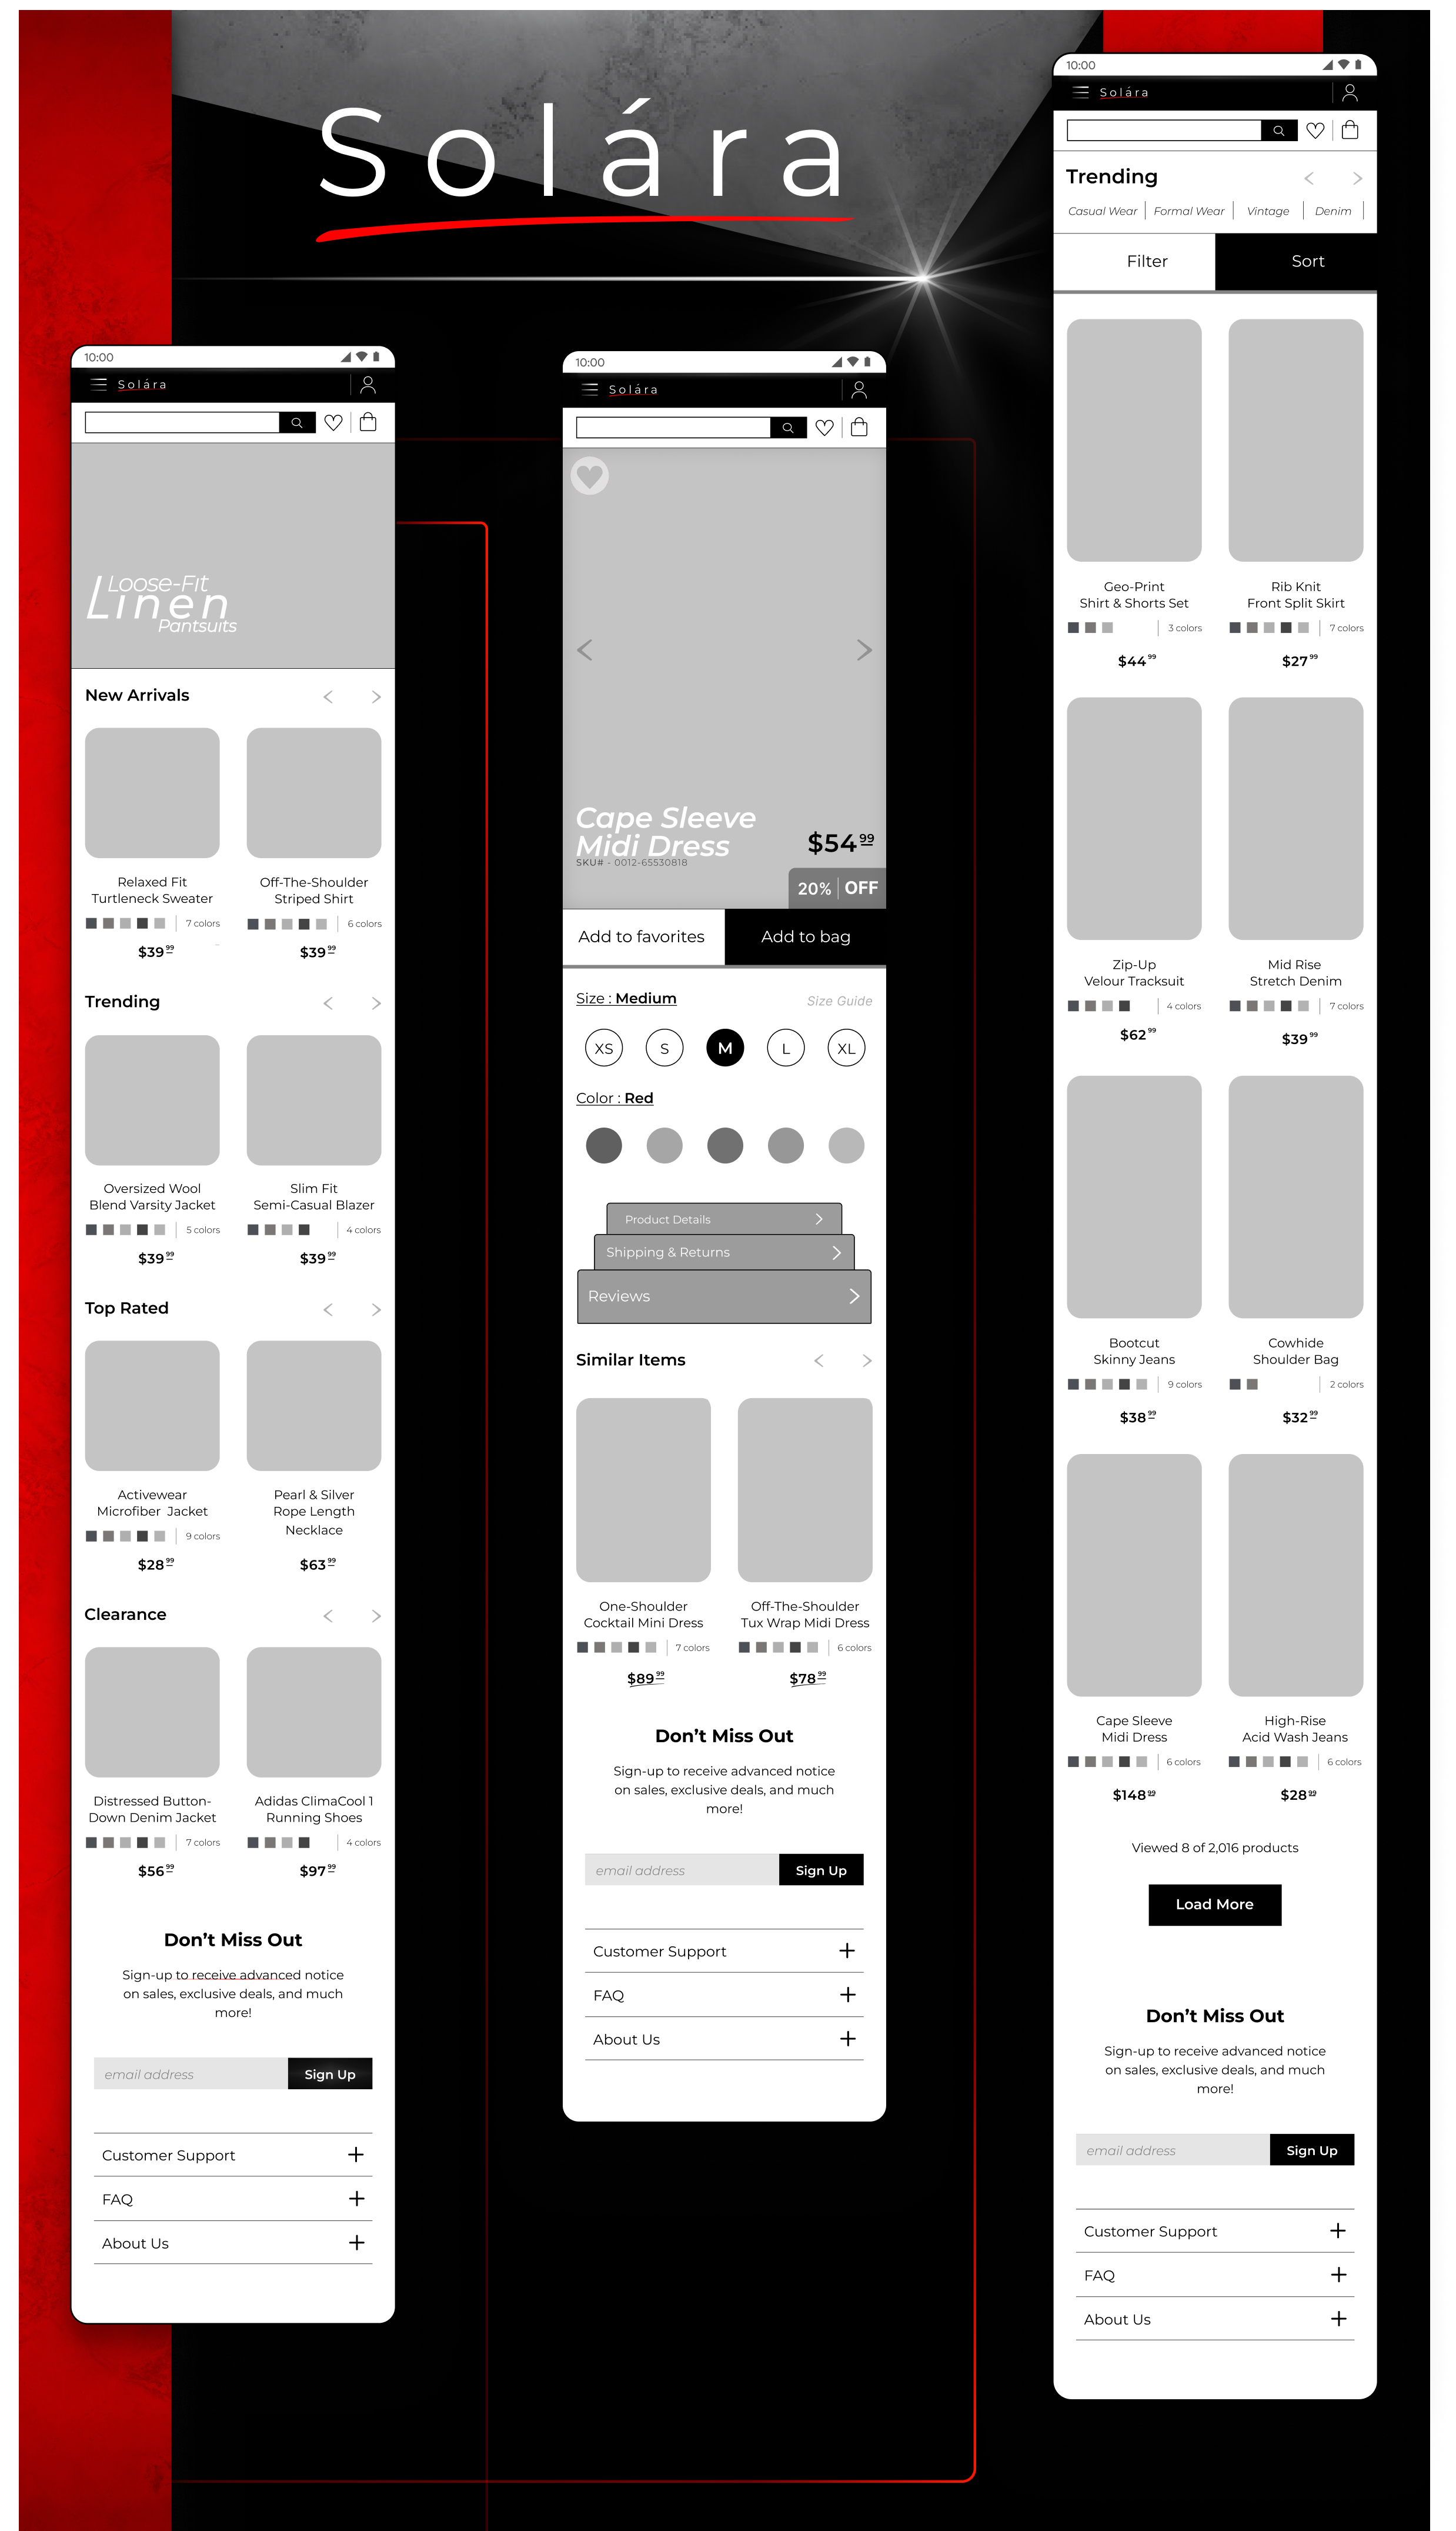 Solára
10:00
Solára
Loose-Fit
Linen
Pantsuits
New Arrivals
Relaxed Fit
Turtleneck Sweater
7 colors
$39 99
Off-The-Shoulder
Striped Shirt
6 colors
$39 99
Trending
Oversized Wool
Blend Varsity Jacket
5 colors
$39 99
Slim Fit
Semi-Casual Blazer
4 colors
$39 99
Top Rated
Activewear
Microfiber Jacket
9 colors
$28 99
Pearl & Silver
Rope Length
Necklace
$63 99
Clearance
Distressed Button-
Down Denim Jacket
7 colors
$56 99
Adidas ClimaCool 1
Running Shoes
4 colors
$97 99
Don’t Miss Out
Sign-up to receive advanced notice
on sales, exclusive deals, and much
more!
email address
Sign Up
Customer Support
FAQ
About Us
10:00
Solára
Cape Sleeve
Midi Dress
SKU# - 0012-65530818
$54 99
20% OFF
Add to favorites
Add to bag
Size : Medium
Size Guide
XS S M L XL
Color : Red
Product Details
Shipping & Returns
Reviews
Similar Items
One-Shoulder
Cocktail Mini Dress
7 colors
$89 99
Off-The-Shoulder
Tux Wrap Midi Dress
6 colors
$78 99
Don’t Miss Out
Sign-up to receive advanced notice
on sales, exclusive deals, and much
more!
email address
Sign Up
Customer Support
FAQ
About Us
10:00
Solára
Trending
Casual Wear Formal Wear Vintage Denim
Filter
Sort
Geo-Print
Shirt & Shorts Set
3 colors
$44 99
Rib Knit
Front Split Skirt
7 colors
$27 99
Zip-Up
Velour Tracksuit
4 colors
$62 99
Mid Rise
Stretch Denim
7 colors
$39 99
Bootcut
Skinny Jeans
9 colors
$38 99
Cowhide
Shoulder Bag
2 colors
$32 99
Cape Sleeve
Midi Dress
6 colors
$148 99
High-Rise
Acid Wash Jeans
6 colors
$28 99
Viewed 8 of 2,016 products
Load More
Don’t Miss Out
Sign-up to receive advanced notice
on sales, exclusive deals, and much
more!
email address
Sign Up
Customer Support
FAQ
About Us